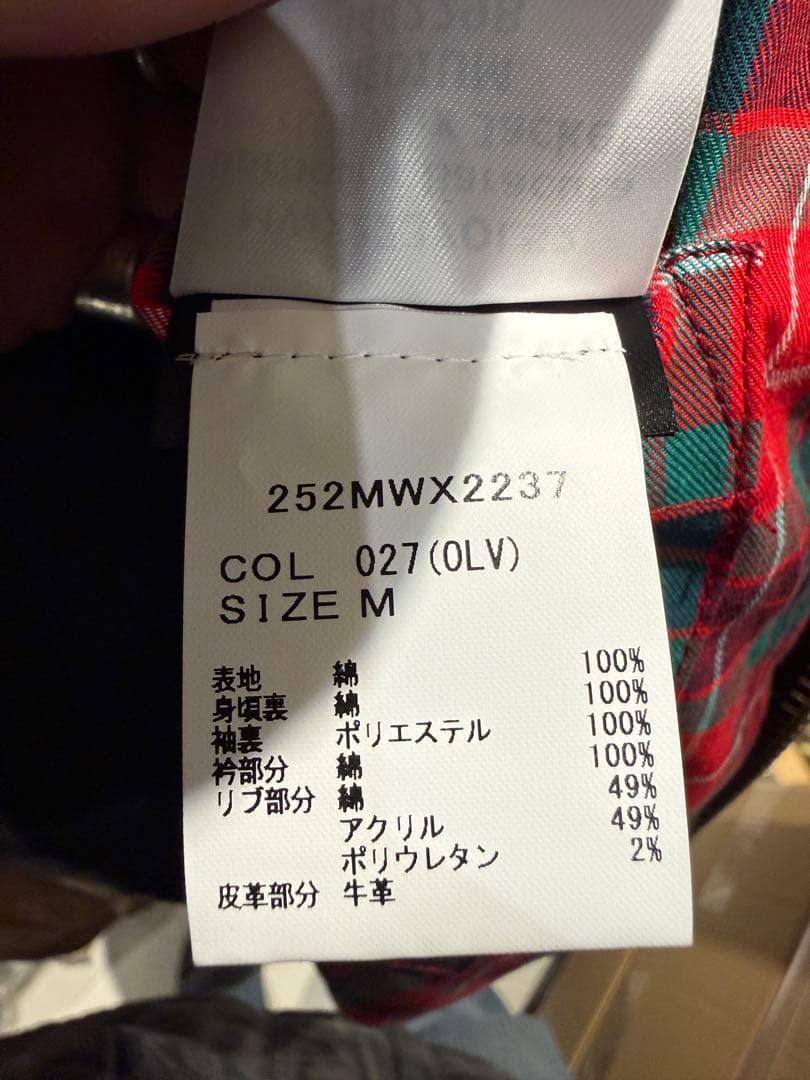 252MWX2237
COL 027(OLV)
SIZE M
表地 綿 100%
身頃裏 綿 100%
袖裏 ポリエステル 100%
衿部分 綿 100%
リブ部分 綿 49%
アクリル 49%
ポリウレタン 2%
皮革部分 牛革